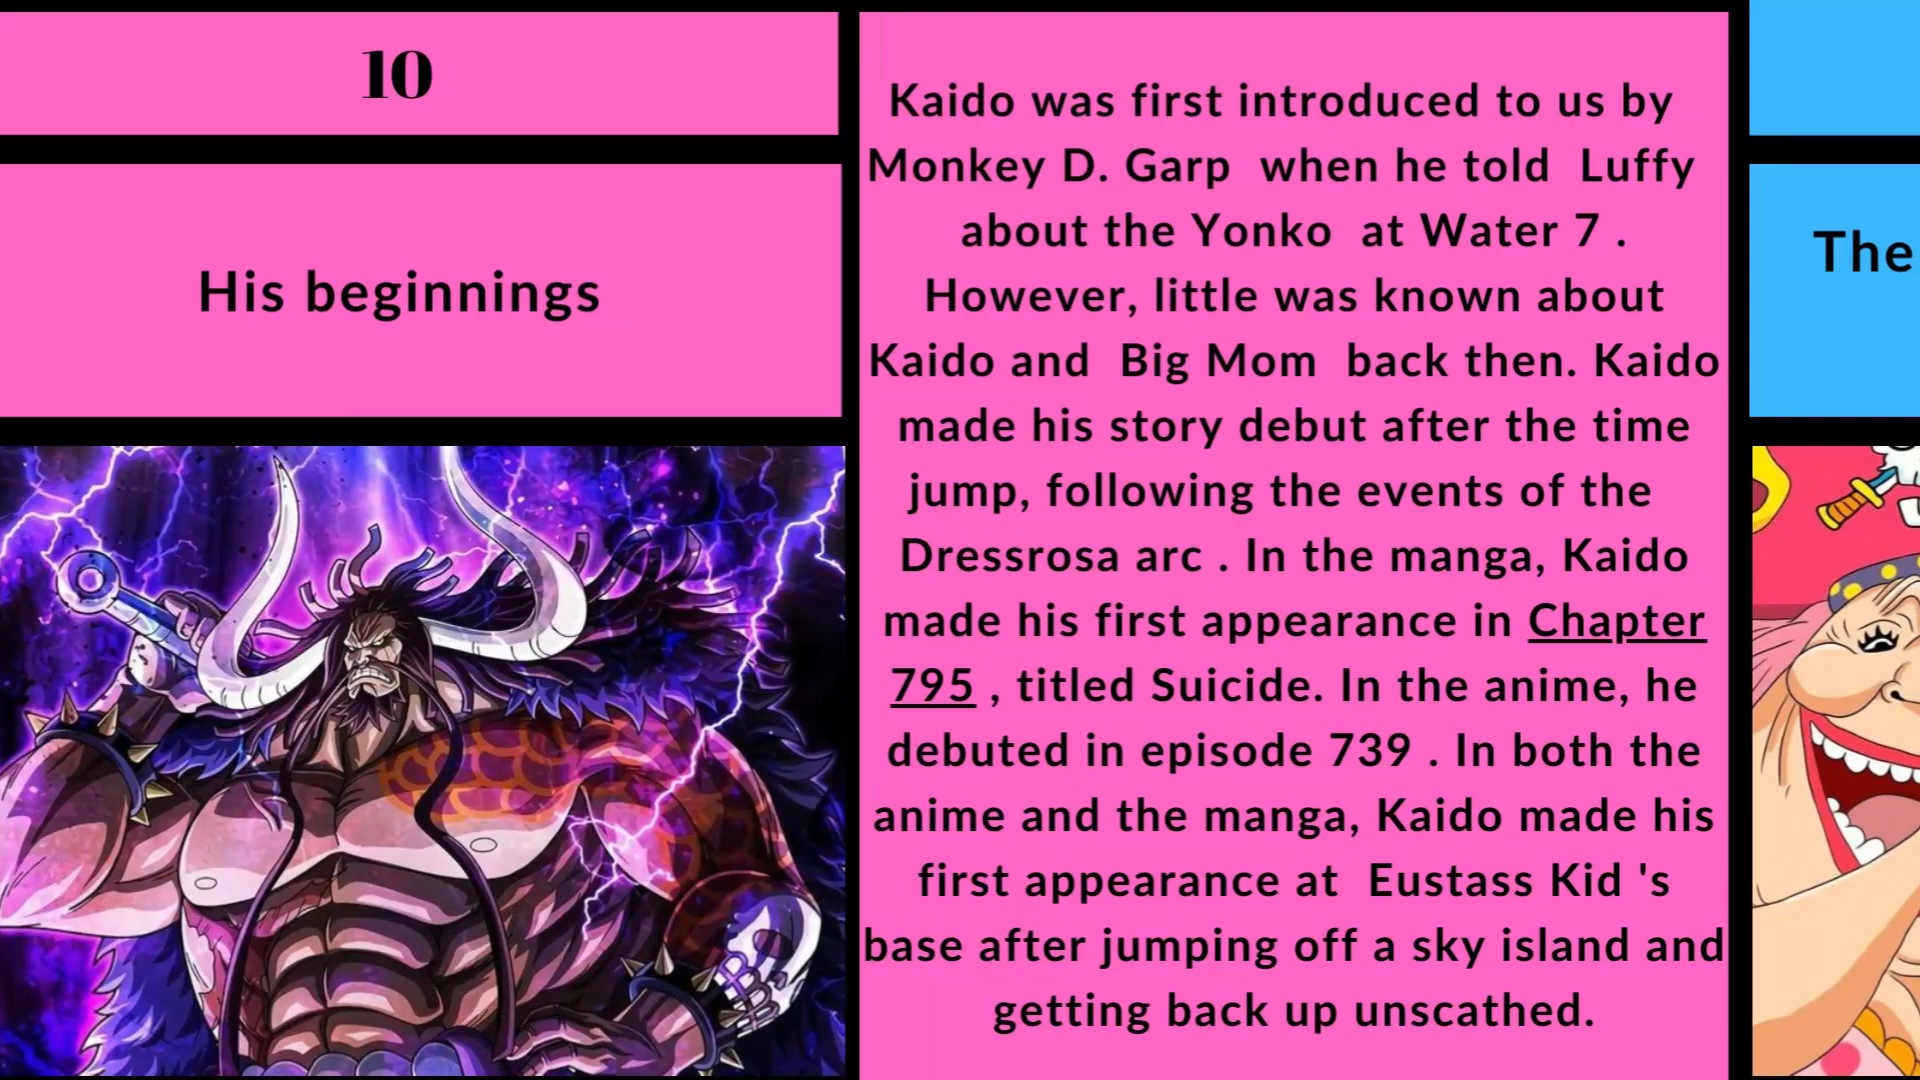 10
His beginnings
Kaido was first introduced to us by
Monkey D. Garp when he told Luffy
about the Yonko at Water 7 .
However, little was known about
Kaido and Big Mom back then. Kaido
made his story debut after the time
jump, following the events of the
Dressrosa arc . In the manga, Kaido
made his first appearance in Chapter
795 , titled Suicide. In the anime, he
debuted in episode 739 . In both the
anime and the manga, Kaido made his
first appearance at Eustass Kid 's
base after jumping off a sky island and
getting back up unscathed.
The